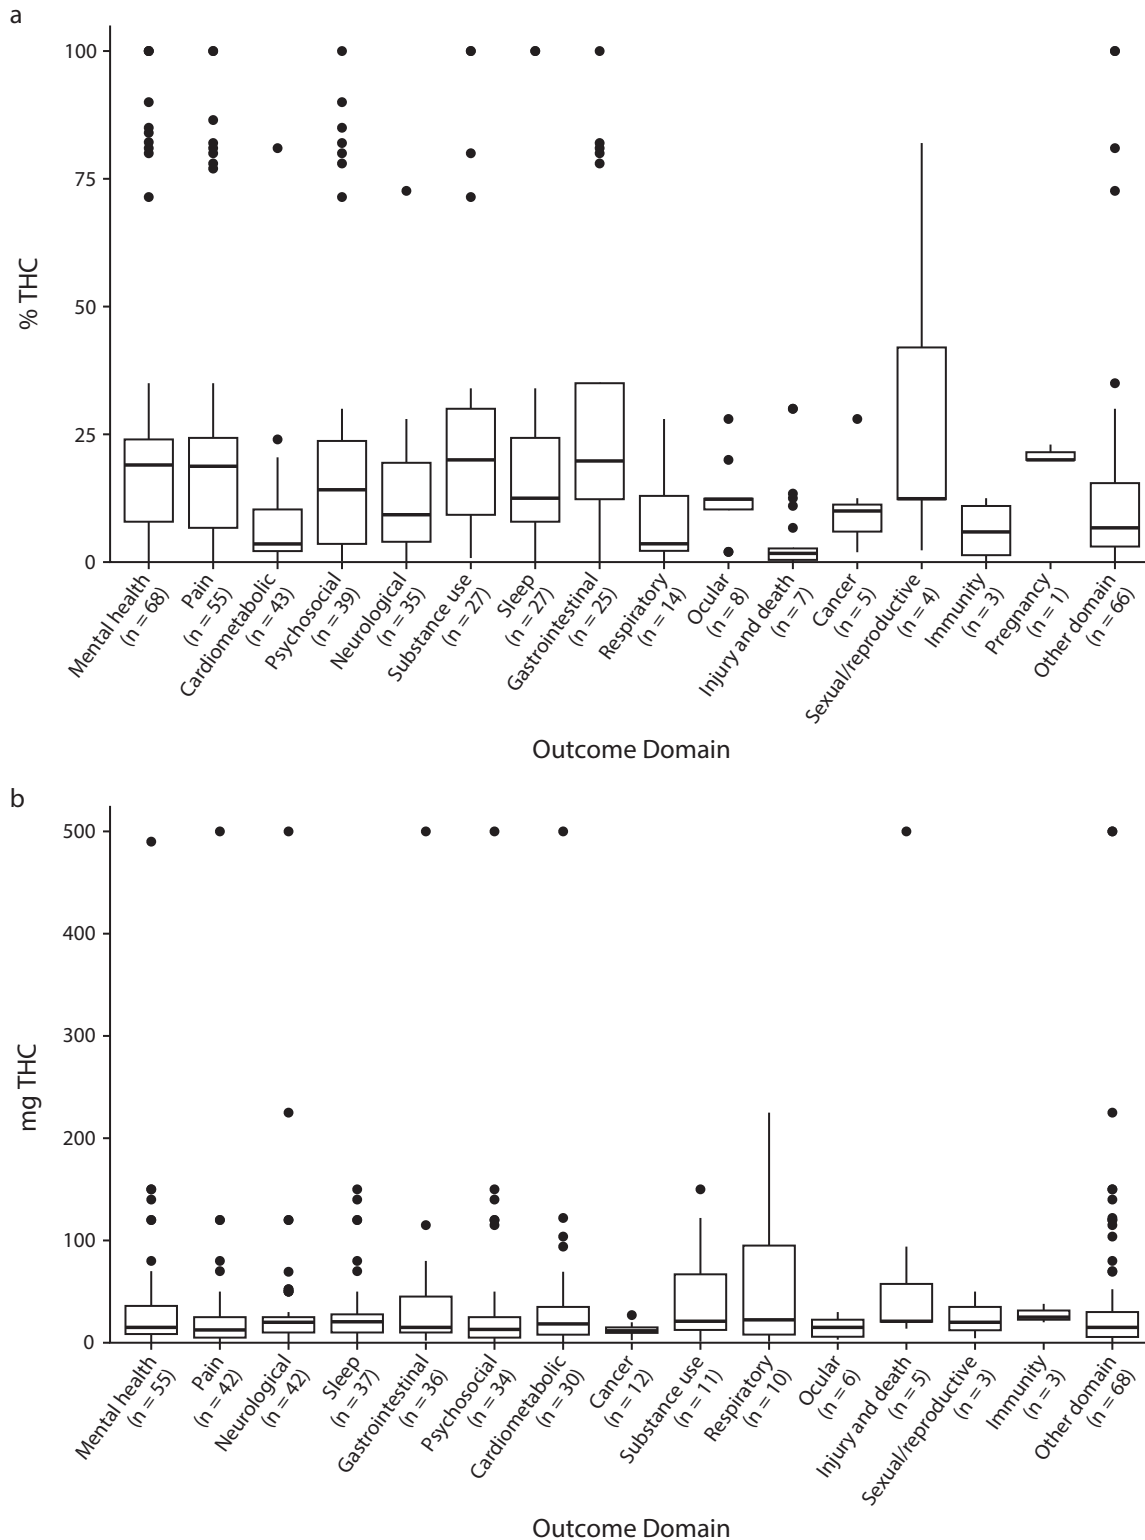 a
100
75
50
25
0
% THC
Mental health
(n = 68)
Pain
(n = 55)
Cardiometabolic
(n = 43)
Psychosocial
(n = 39)
Neurological
(n = 35)
Substance use
(n = 27)
Sleep
(n = 27)
Gastrointestinal
(n = 25)
Respiratory
(n = 14)
Ocular
(n = 8)
Injury and death
(n = 7)
Cancer
(n = 5)
Sexual/reproductive
(n = 4)
Immunity
(n = 3)
Pregnancy
(n = 1)
Other domain
(n = 66)
Outcome Domain
b
500
400
300
200
100
0
mg THC
Mental health
(n = 55)
Pain
(n = 42)
Neurological
(n = 42)
Sleep
(n = 37)
Gastrointestinal
(n = 36)
Psychosocial
(n = 34)
Cardiometabolic
(n = 30)
Cancer
(n = 12)
Substance use
(n = 11)
Respiratory
(n = 10)
Ocular
(n = 6)
Injury and death
(n = 5)
Sexual/reproductive
(n = 3)
Immunity
(n = 3)
Other domain
(n = 68)
Outcome Domain